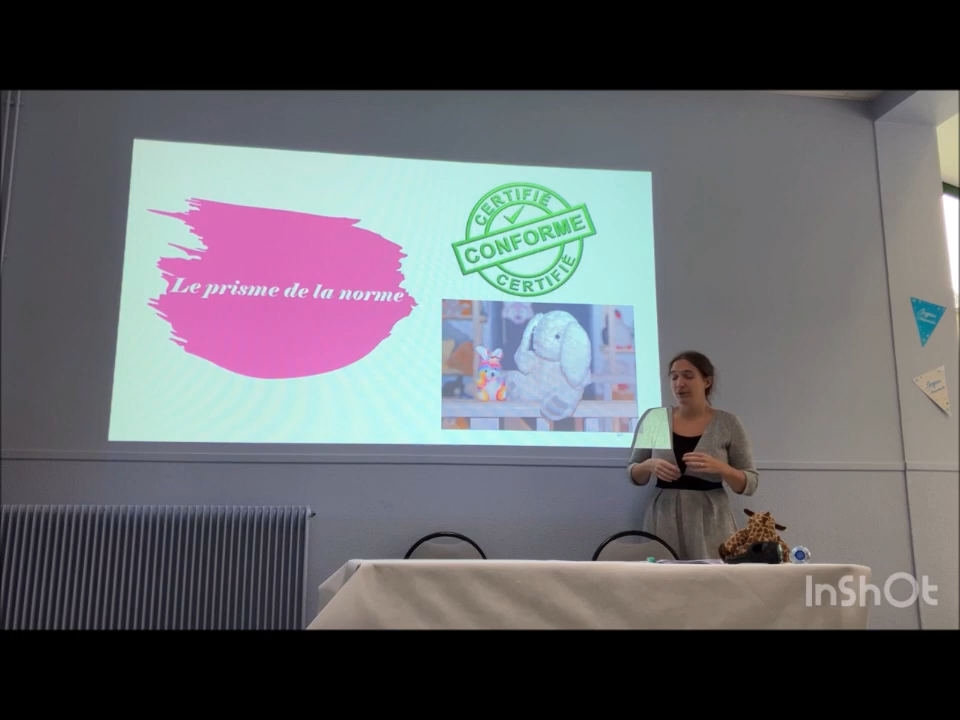 Le prisme de la norme
CERTIFIÉ
CONFORME
CERTIFIÉ
InShOt